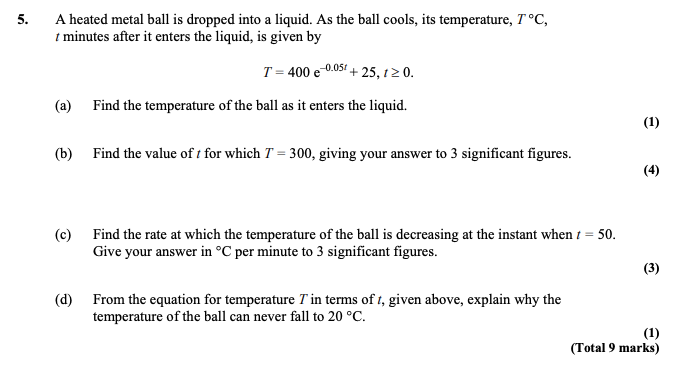 5. A heated metal ball is dropped into a liquid. As the ball cools, its temperature, T °C,
t minutes after it enters the liquid, is given by
T = 400 e^{–0.05t} + 25, t ≥ 0.
(a) Find the temperature of the ball as it enters the liquid.
(1)
(b) Find the value of t for which T = 300, giving your answer to 3 significant figures.
(4)
(c) Find the rate at which the temperature of the ball is decreasing at the instant when t = 50.
Give your answer in °C per minute to 3 significant figures.
(3)
(d) From the equation for temperature T in terms of t, given above, explain why the
temperature of the ball can never fall to 20 °C.
(1)
(Total 9 marks)